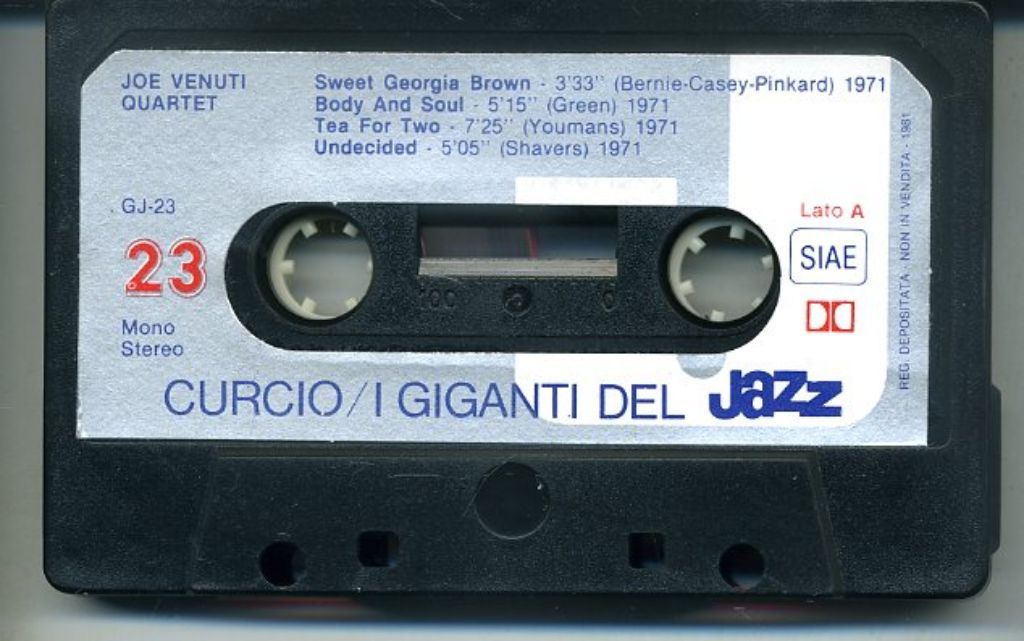 JOE VENUTI
QUARTET
Sweet Georgia Brown - 3'33'' (Bernie-Casey-Pinkard) 1971
Body And Soul - 5'15'' (Green) 1971
Tea For Two - 7'25'' (Youmans) 1971
Undecided - 5'05'' (Shavers) 1971
GJ-23
23
Mono
Stereo
Lato A
SIAE
REG. DEPOSITATA. NON IN VENDITA - 1981
100
0
CURCIO/I GIGANTI DEL JAZZ